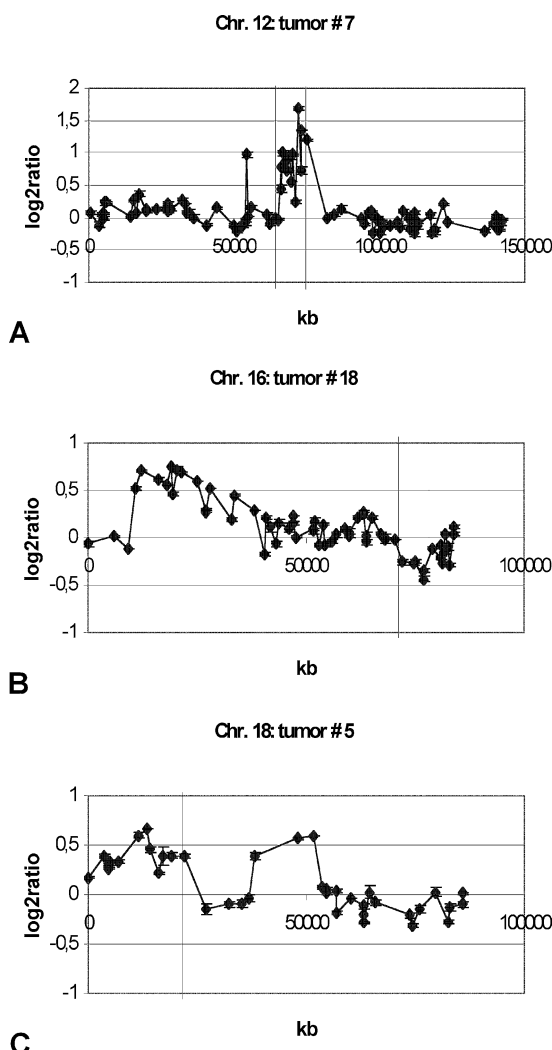 Chr. 12: tumor # 7
2
1,5
1
0,5
0
-0,5
-1
log2ratio
0
50000
100000
150000
kb
A
Chr. 16: tumor # 18
1
0,5
0
-0,5
-1
log2ratio
0
50000
100000
kb
B
Chr. 18: tumor # 5
1
0,5
0
-0,5
-1
log2ratio
0
50000
100000
kb
C